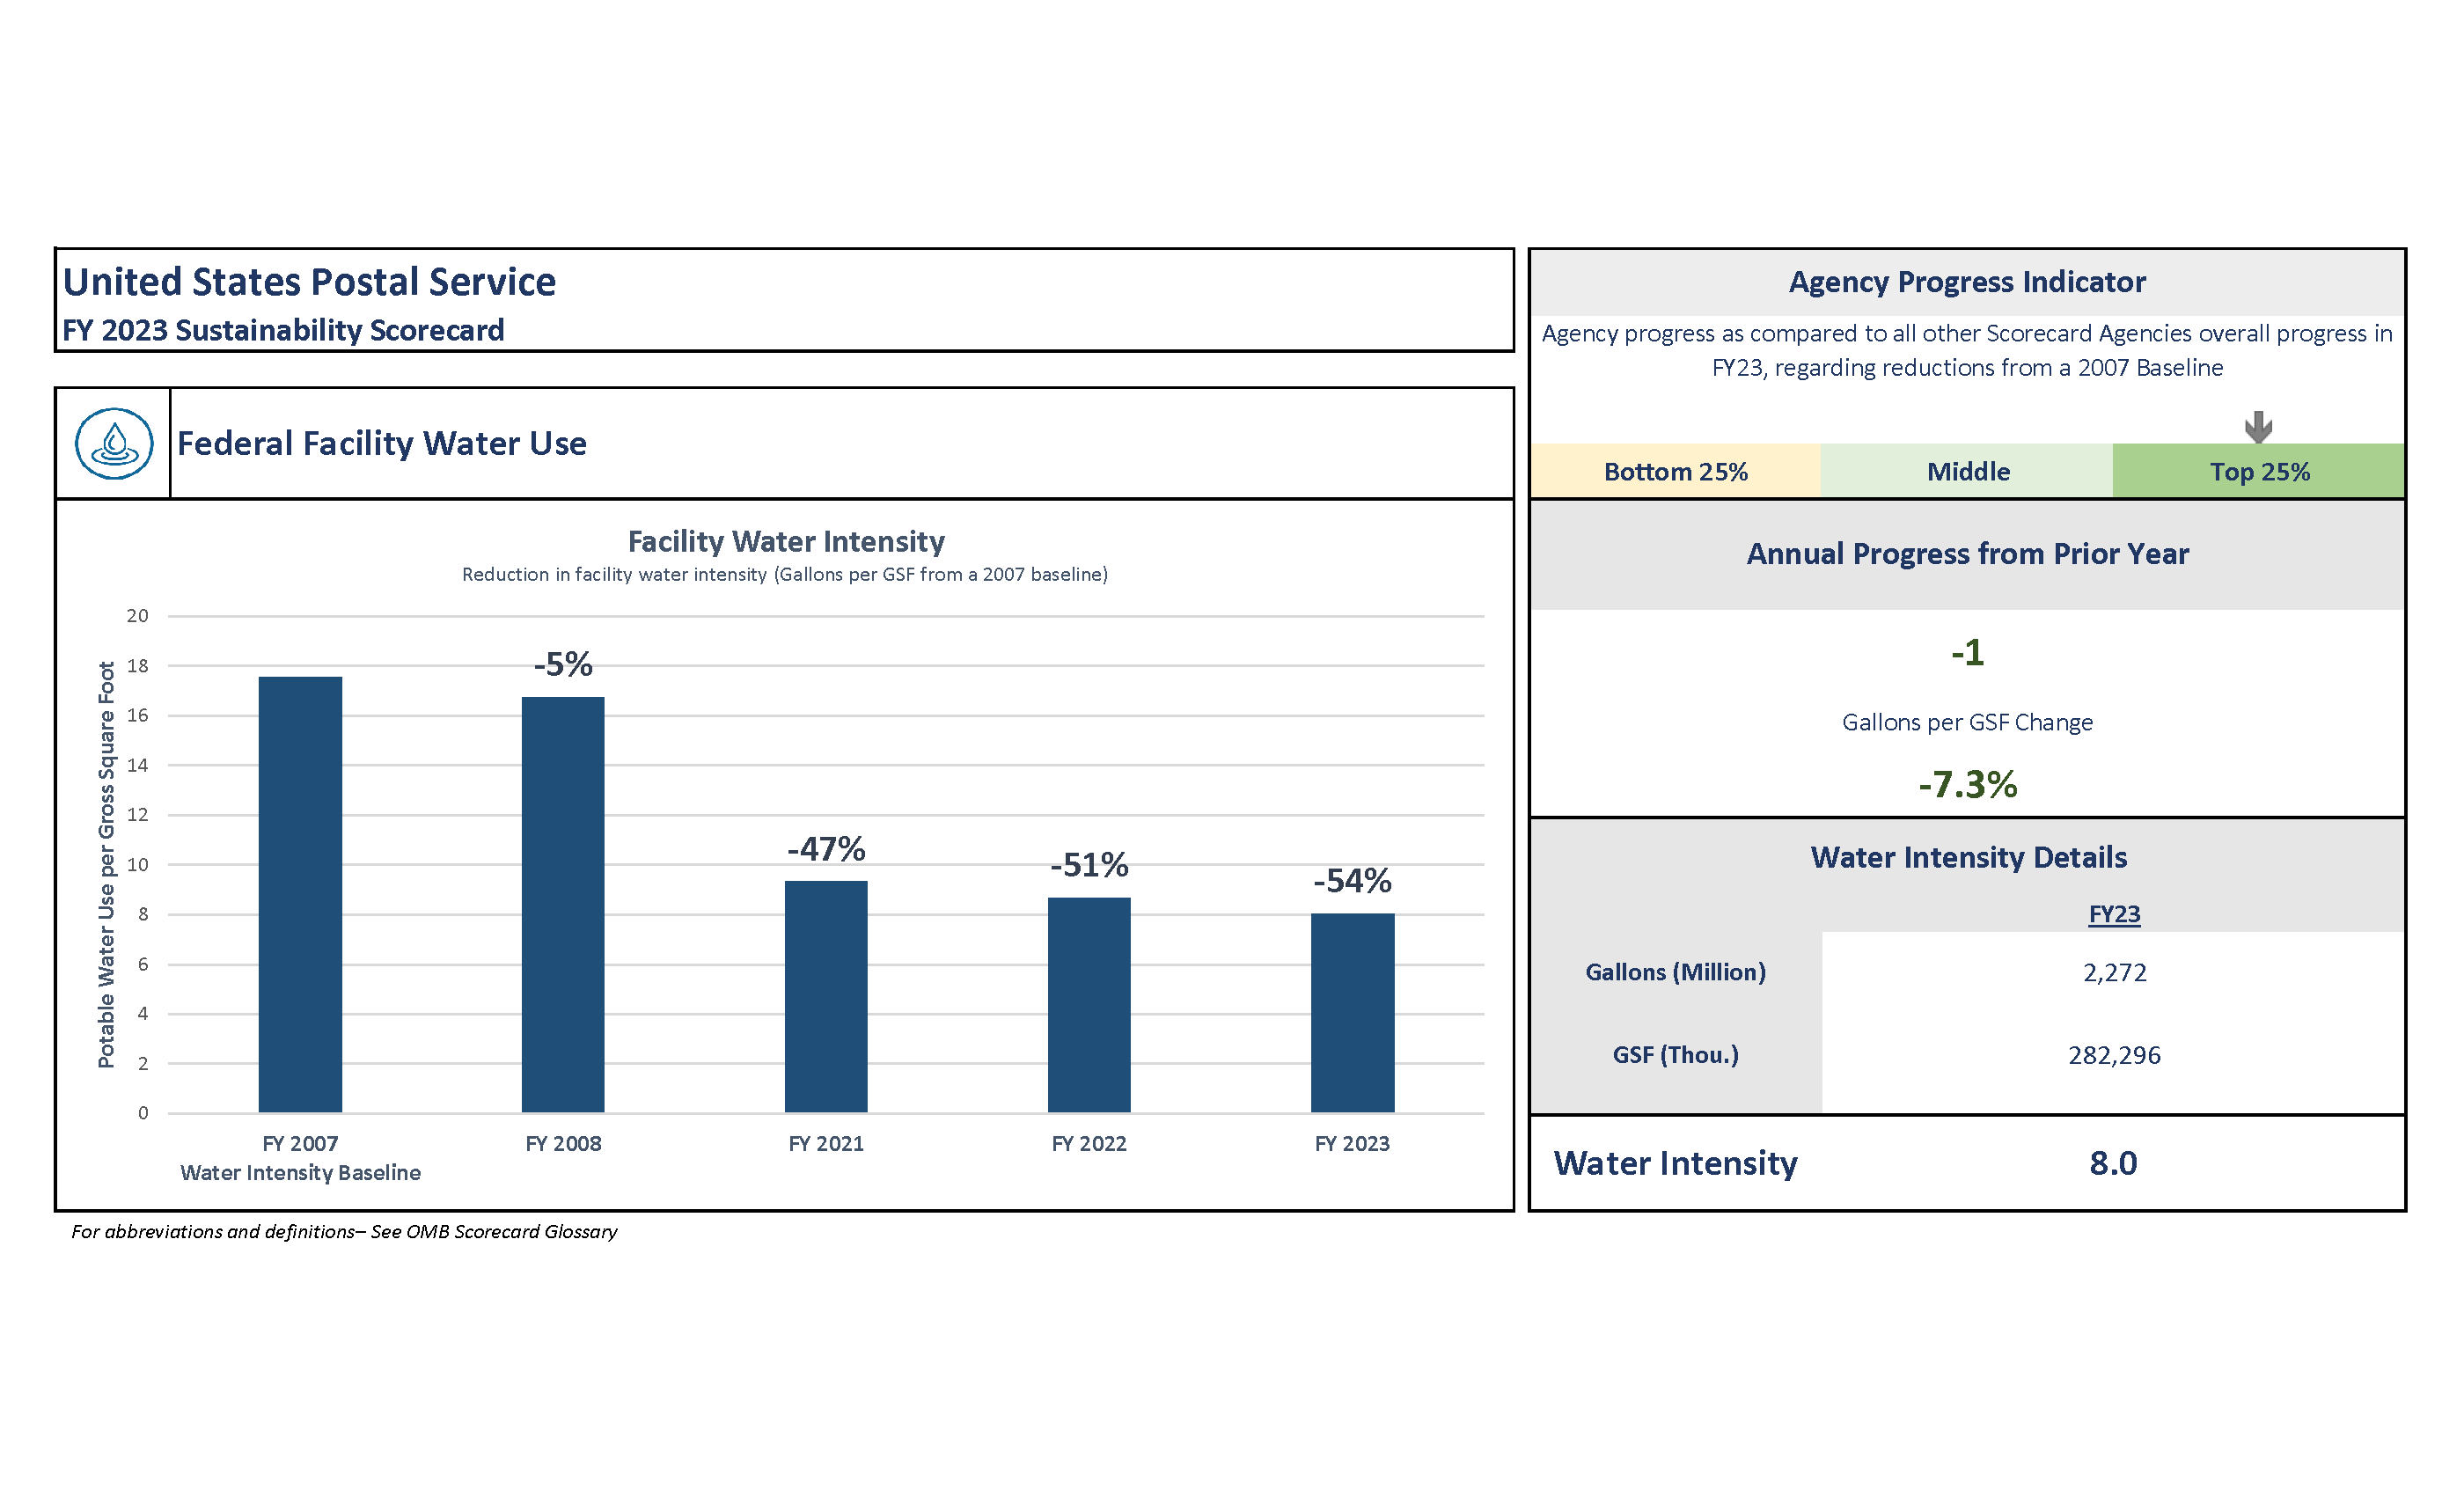 United States Postal Service
FY 2023 Sustainability Scorecard
Federal Facility Water Use
Facility Water Intensity
Reduction in facility water intensity (Gallons per GSF from a 2007 baseline)
Potable Water Use per Gross Square Foot
20
18
16
14
12
10
8
6
4
2
0
-5%
-47%
-51%
-54%
FY 2007
Water Intensity Baseline
FY 2008
FY 2021
FY 2022
FY 2023
For abbreviations and definitions– See OMB Scorecard Glossary
Agency Progress Indicator
Agency progress as compared to all other Scorecard Agencies overall progress in
FY23, regarding reductions from a 2007 Baseline
Bottom 25% Middle Top 25%
Annual Progress from Prior Year
-1
Gallons per GSF Change
-7.3%
Water Intensity Details
FY23
Gallons (Million) 2,272
GSF (Thou.) 282,296
Water Intensity 8.0